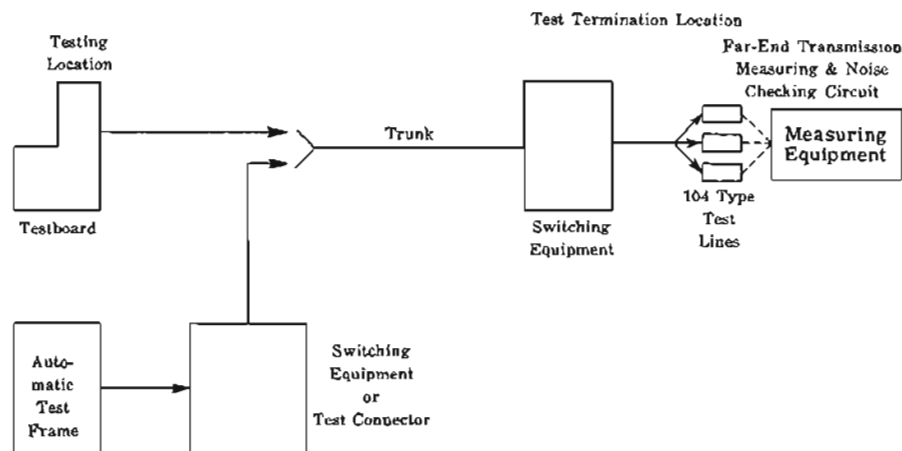 Test Termination Location
Testing
Location
Far-End Transmission
Measuring & Noise
Checking Circuit
Trunk
Measuring
Equipment
104 Type
Test
Lines
Testboard
Switching
Equipment
Auto-
matic
Test
Frame
Switching
Equipment
or
Test Connector